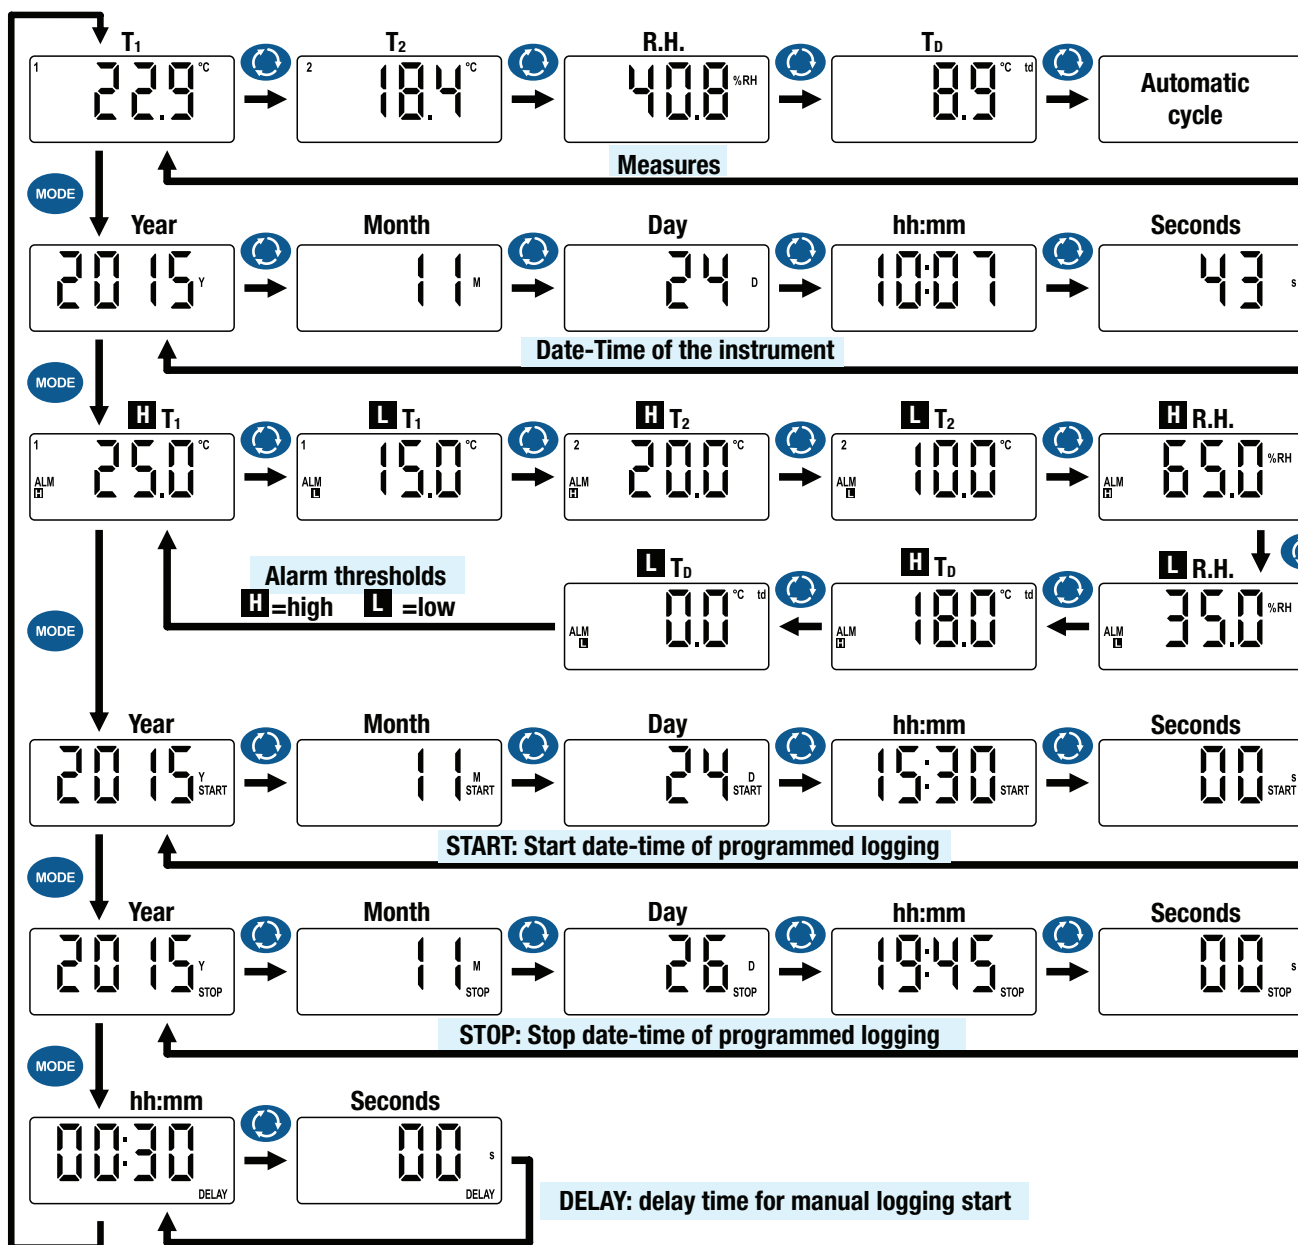 T1 T2 R.H. TD
1 22.9 °C 2 18.4 °C 40.8 %RH 8.9 °C td Automatic cycle
Measures
MODE
Year Month Day hh:mm Seconds
2015 Y 11 M 24 D 10:07 43 s
Date-Time of the instrument
MODE
H T1 L T1 H T2 L T2 H R.H.
1 25.0 °C ALM H 1 15.0 °C ALM L 2 20.0 °C ALM H 2 10.0 °C ALM L 65.0 %RH ALM H
L TD H TD L R.H.
0.0 °C td ALM L 18.0 °C td ALM H 35.0 %RH ALM L
Alarm thresholds
H =high L =low
MODE
Year Month Day hh:mm Seconds
2015 Y START 11 M START 24 D START 15:30 START 00 s START
START: Start date-time of programmed logging
MODE
Year Month Day hh:mm Seconds
2015 Y STOP 11 M STOP 26 D STOP 19:45 STOP 00 s STOP
STOP: Stop date-time of programmed logging
MODE
hh:mm Seconds
00:30 DELAY 00 s DELAY
DELAY: delay time for manual logging start